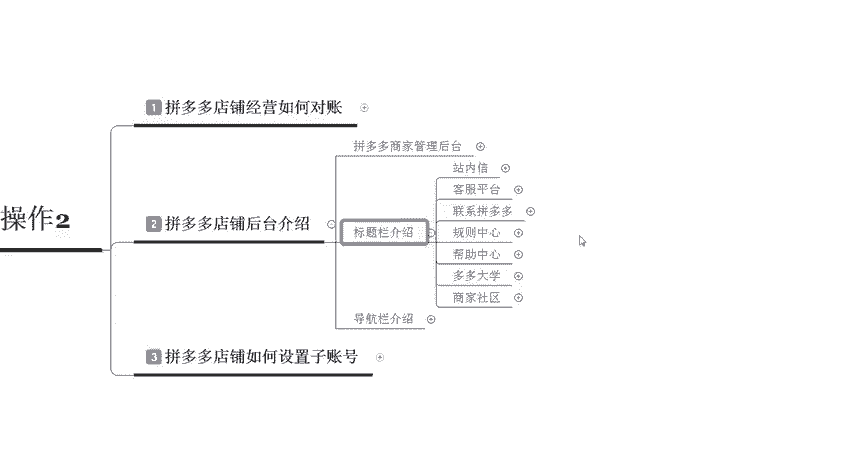 操作2
1 拼多多店铺经营如何对账
2 拼多多店铺后台介绍
拼多多商家管理后台
标题栏介绍
站内信
客服平台
联系拼多多
规则中心
帮助中心
多多大学
商家社区
导航栏介绍
3 拼多多店铺如何设置子账号